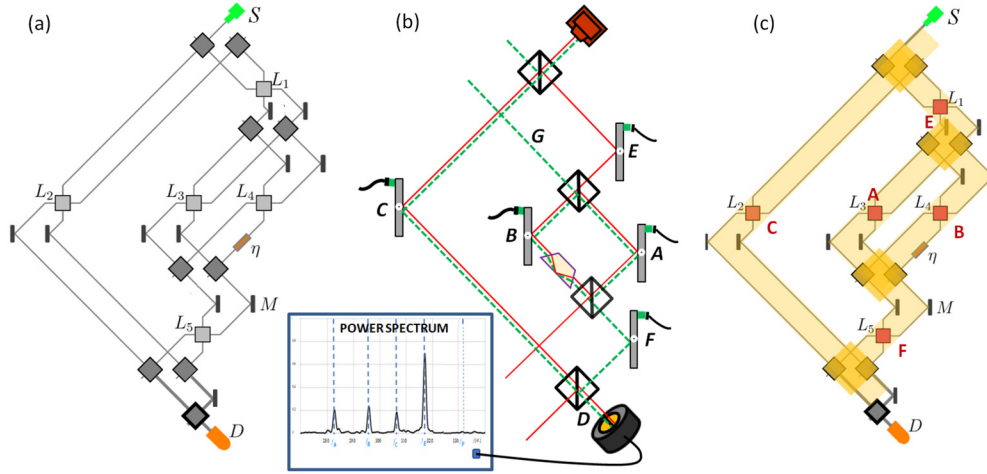 (a)
S
L1
L2
L3
L4
η
M
L5
D
(b)
G
E
C
B
A
F
D
POWER SPECTRUM
(c)
S
L1
E
L2
C
A
L3
L4
B
η
M
L5
F
D